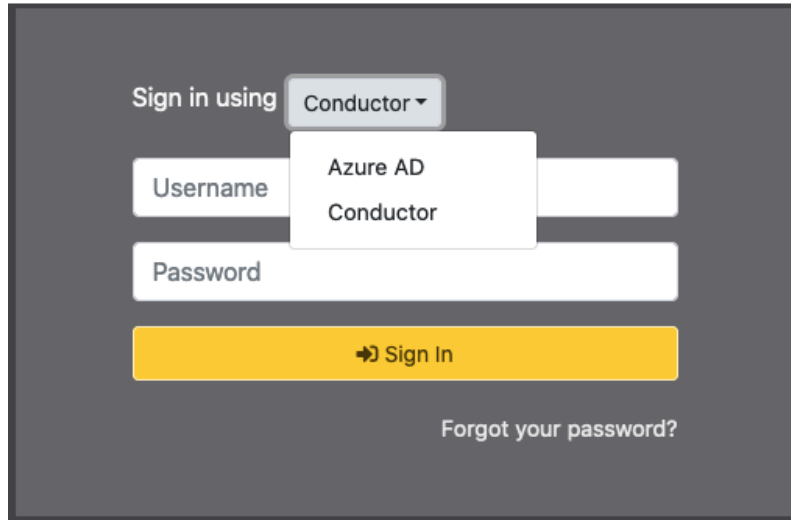 Sign in using Conductor
Azure AD
Username
Conductor
Password
Sign In
Forgot your password?